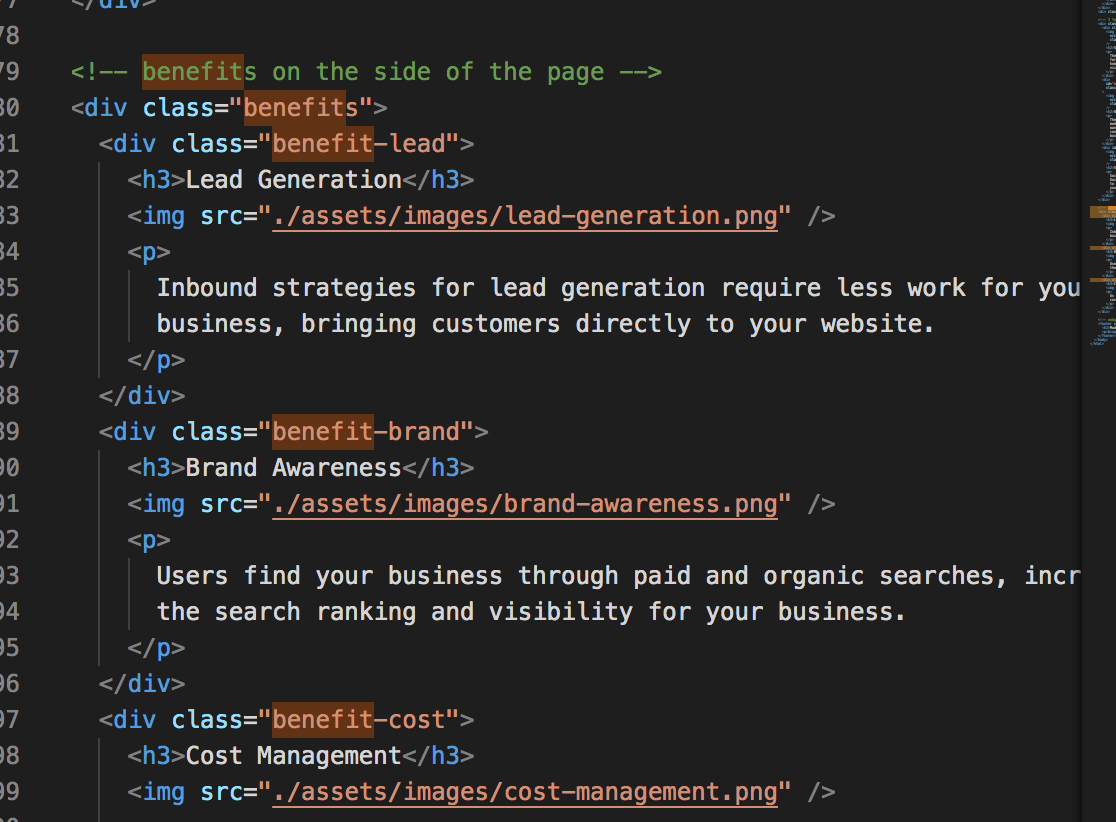 </div>
78
79 <!-- benefits on the side of the page -->
80 <div class="benefits">
81 <div class="benefit-lead">
82 <h3>Lead Generation</h3>
83 <img src="./assets/images/lead-generation.png" />
84 <p>
85 Inbound strategies for lead generation require less work for you
86 business, bringing customers directly to your website.
87 </p>
88 </div>
89 <div class="benefit-brand">
90 <h3>Brand Awareness</h3>
91 <img src="./assets/images/brand-awareness.png" />
92 <p>
93 Users find your business through paid and organic searches, incr
94 the search ranking and visibility for your business.
95 </p>
96 </div>
97 <div class="benefit-cost">
98 <h3>Cost Management</h3>
99 <img src="./assets/images/cost-management.png" />